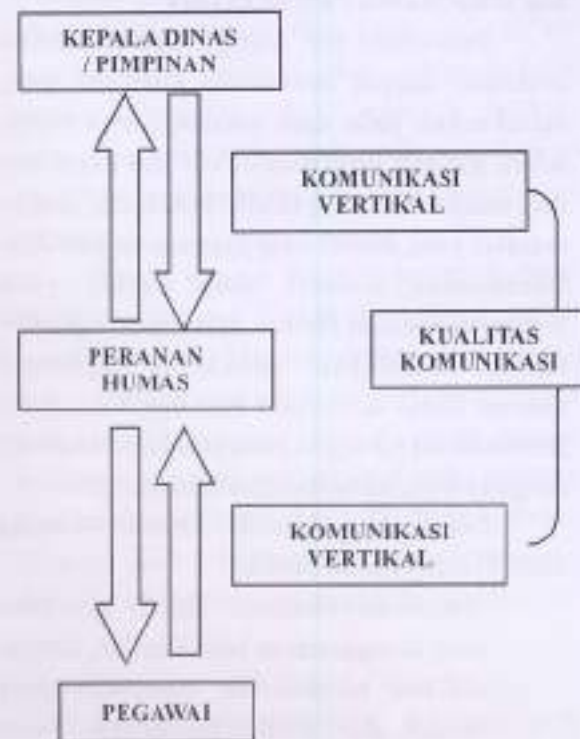 KEPALA DINAS
/ PIMPINAN
KOMUNIKASI
VERTIKAL
PERANAN
HUMAS
KUALITAS
KOMUNIKASI
KOMUNIKASI
VERTIKAL
PEGAWAI